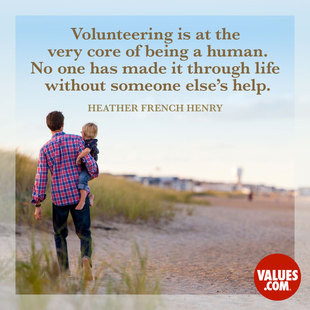 Volunteering is at the
very core of being a human.
No one has made it through life
without someone else's help.
HEATHER FRENCH HENRY
VALUES
.COM®